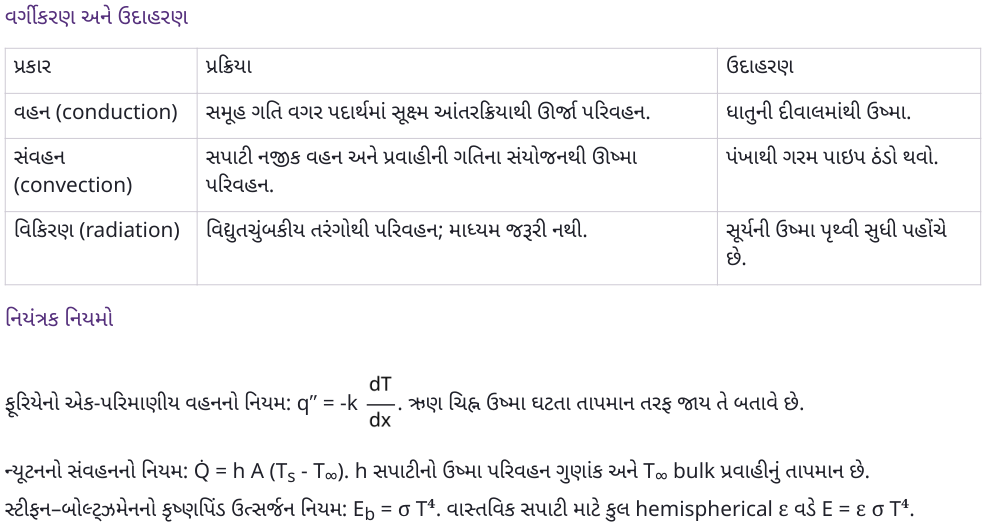 વર્ગીકરણ અને ઉદાહરણ
પ્રકાર પ્રક્રિયા ઉદાહરણ
વહન (conduction) સમૂહ ગતિ વગર પદાર્થમાં સૂક્ષ્મ આંતરક્રિયાથી ઊર્જા પરિવહન. ધાતુની દીવાલમાંથી ઉષ્મા.
સંવહન સપાટી નજીક વહન અને પ્રવાહીની ગતિના સંયોજનથી ઊષ્મા પંખાથી ગરમ પાઇપ ઠંડો થવો.
(convection) પરિવહન.
વિકિરણ (radiation) વિદ્યુતચુંબકીય તરંગોથી પરિવહન; માધ્યમ જરૂરી નથી. સૂર્યની ઉષ્મા પૃથ્વી સુધી પહોંચે
છે.
નિયંત્રક નિયમો
ફૂરિયેનો એક-પરિમાણીય વહનનો નિયમ: q″ = -k dT/dx. ઋણ ચિહ્ન ઉષ્મા ઘટતા તાપમાન તરફ જાય તે બતાવે છે.
ન્યૂટનનો સંવહનનો નિયમ: Q̇ = h A (Tₛ - T∞). h સપાટીનો ઉષ્મા પરિવહન ગુણાંક અને T∞ bulk પ્રવાહીનું તાપમાન છે.
સ્ટીફન–બોલ્ટ્ઝમેનનો કૃષ્ણપિંડ ઉત્સર્જન નિયમ: E_b = σ T⁴. વાસ્તવિક સપાટી માટે કુલ hemispherical ε વડે E = ε σ T⁴.